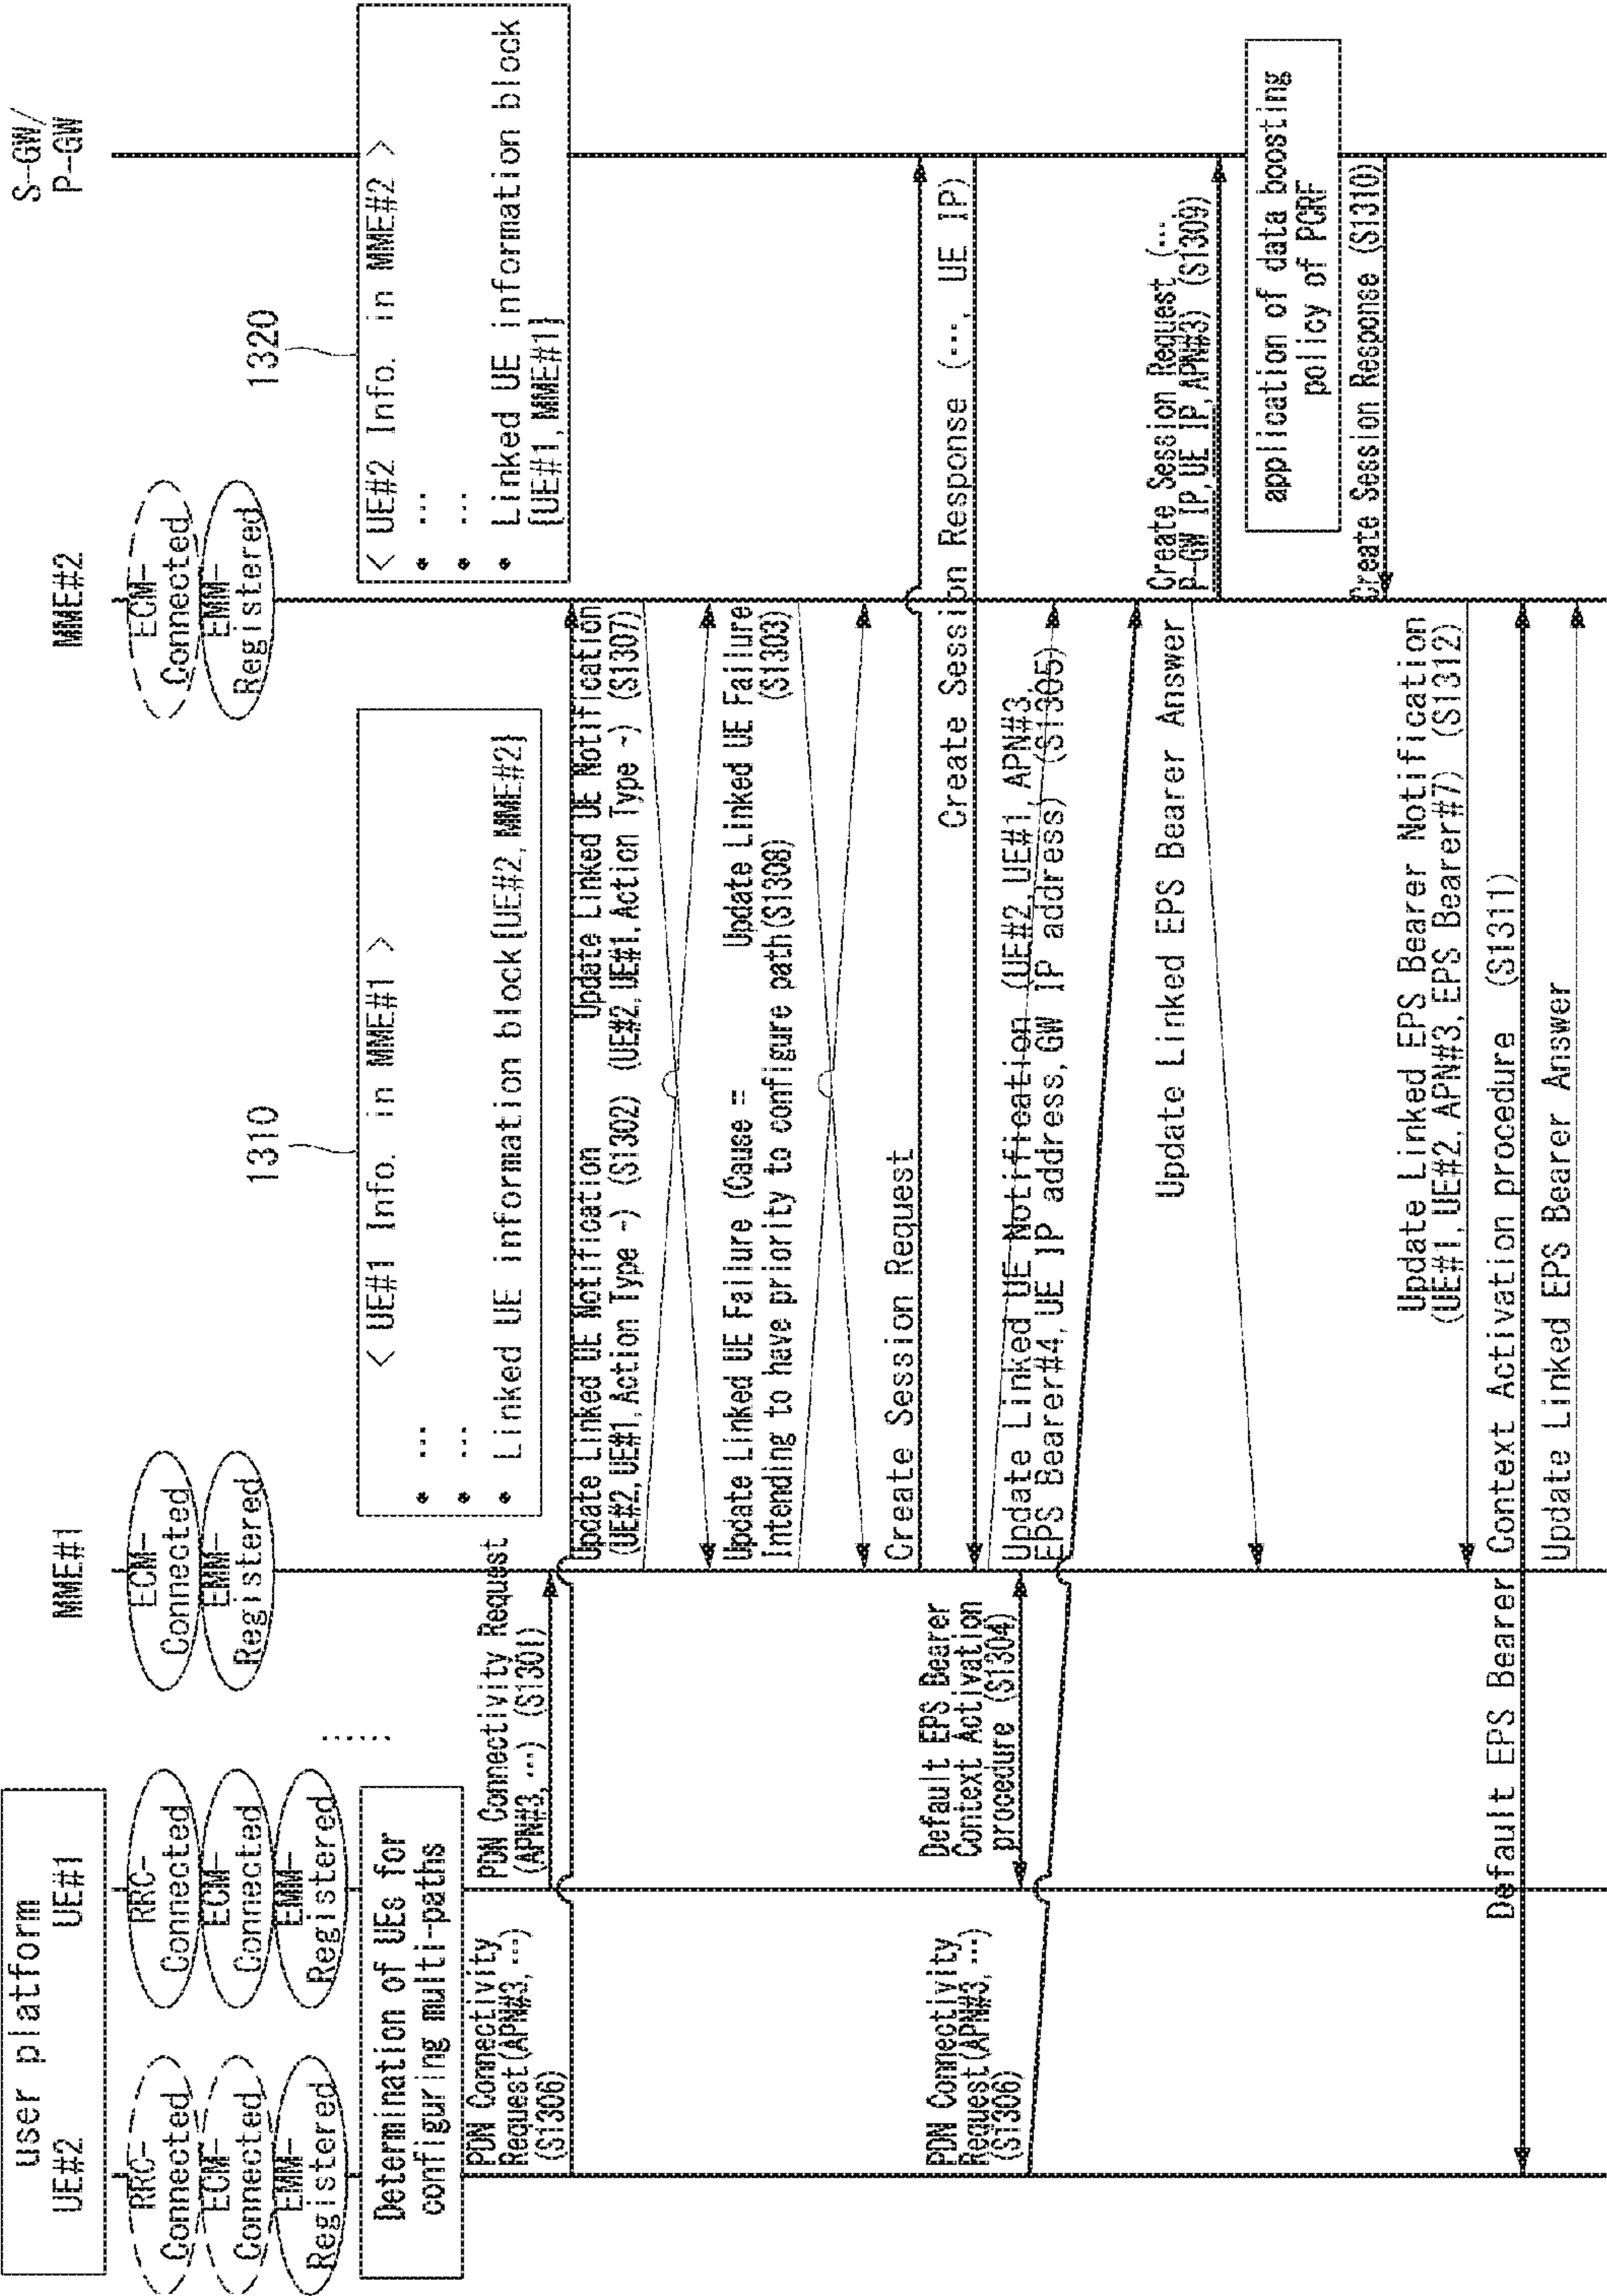 user platform
UE#2
UE#1
MME#1
MME#2
S-GW/
P-GW
RRC-
Connected
ECM-
Connected
EMM-
Registered
RRC-
Connected
ECM-
Connected
EMM-
Registered
......
ECM-
Connected
EMM-
Registered
ECM-
Connected
EMM-
Registered
Determination of UEs for
configuring multi-paths
1310
< UE#1 Info. in MME#1 >
• ...
• ...
• Linked UE information block[UE#2,MME#2]
1320
< UE#2 Info. in MME#2 >
• ...
• ...
• Linked UE information block
[UE#1,MME#1]
PDN Connectivity
Request(APN#3, ...)
(S1306)
PDN Connectivity Request
(APN#3, ...) (S1301)
Update Linked UE Notification
(UE#2,UE#1,Action Type ~) (S1302)
Update Linked UE Notification
(UE#2,UE#1,Action Type ~) (S1307)
Update Linked UE Failure (Cause =
Intending to have priority to configure path(S1308)
Update Linked UE Failure
(S1303)
Create Session Request
Create Session Response (..., UE IP)
PDN Connectivity
Request(APN#3, ...)
(S1306)
Default EPS Bearer
Context Activation
procedure (S1304)
Update Linked UE Notification (UE#2,UE#1,APN#3,
EPS Bearer#4,UE IP address,GW IP address) (S1305)
Update Linked EPS Bearer Answer
Create Session Request (...
P-GW IP,UE IP,APN#3) (S1309)
application of data boosting
policy of PCRF
Create Session Response (S1310)
Update Linked EPS Bearer Notification
(UE#1,UE#2,APN#3,EPS Bearer#7) (S1312)
Default EPS Bearer Context Activation procedure (S1311)
Update Linked EPS Bearer Answer